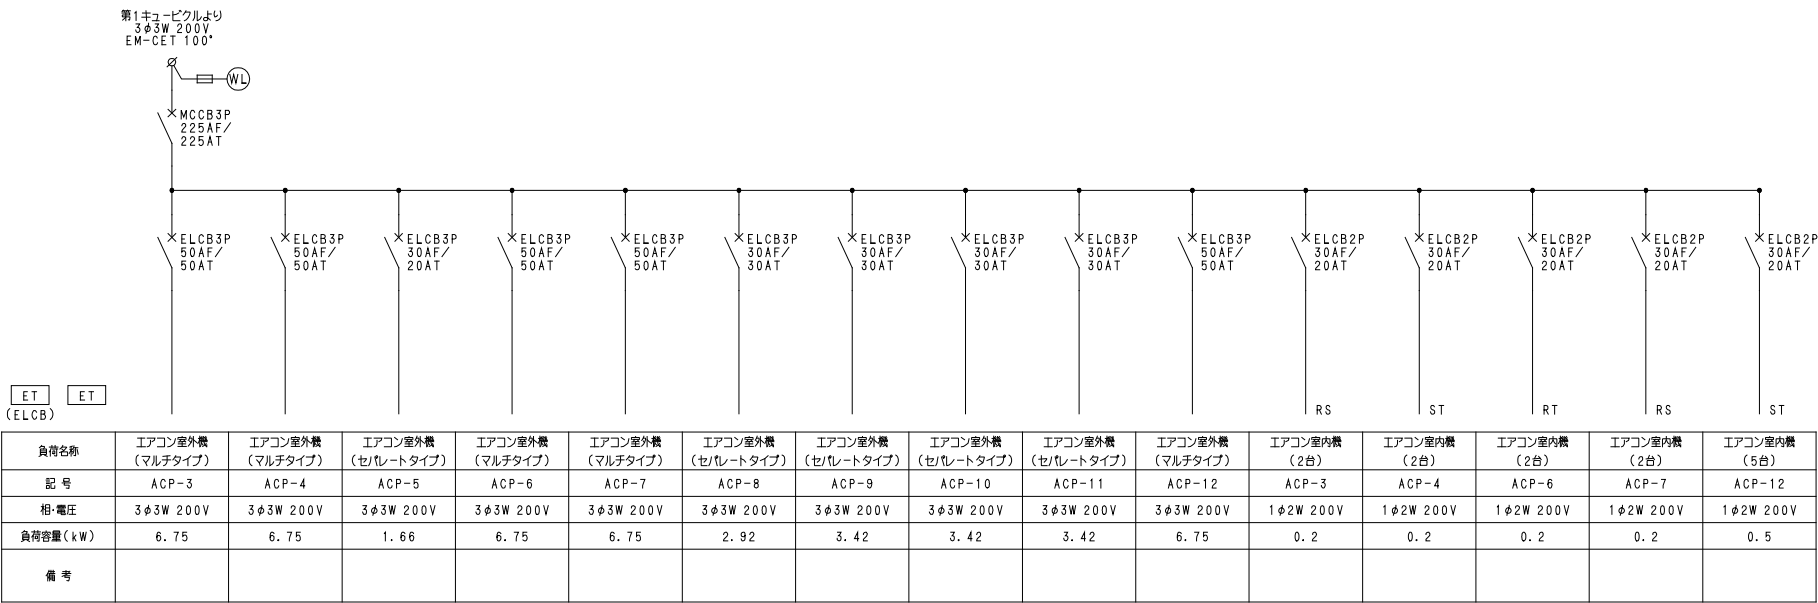 第1キュービクルより
3φ3W 200V
EM-CET 100°
WL
MCCB3P
225AF/
225AT
ELCB3P
50AF/
50AT
ELCB3P
50AF/
50AT
ELCB3P
30AF/
20AT
ELCB3P
50AF/
50AT
ELCB3P
50AF/
50AT
ELCB3P
30AF/
30AT
ELCB3P
30AF/
30AT
ELCB3P
30AF/
30AT
ELCB3P
30AF/
30AT
ELCB3P
50AF/
50AT
ELCB2P
30AF/
20AT
ELCB2P
30AF/
20AT
ELCB2P
30AF/
20AT
ELCB2P
30AF/
20AT
ELCB2P
30AF/
20AT
ET ET
(ELCB)
RS ST RT RS ST
負荷名称 エアコン室外機 エアコン室外機 エアコン室外機 エアコン室外機 エアコン室外機 エアコン室外機 エアコン室外機 エアコン室外機 エアコン室外機 エアコン室外機 エアコン室内機 エアコン室内機 エアコン室内機 エアコン室内機 エアコン室内機
(マルチタイプ) (マルチタイプ) (セパレートタイプ) (マルチタイプ) (マルチタイプ) (セパレートタイプ) (セパレートタイプ) (セパレートタイプ) (セパレートタイプ) (マルチタイプ) (2台) (2台) (2台) (2台) (5台)
記 号 ACP-3 ACP-4 ACP-5 ACP-6 ACP-7 ACP-8 ACP-9 ACP-10 ACP-11 ACP-12 ACP-3 ACP-4 ACP-6 ACP-7 ACP-12
相・電圧 3φ3W 200V 3φ3W 200V 3φ3W 200V 3φ3W 200V 3φ3W 200V 3φ3W 200V 3φ3W 200V 3φ3W 200V 3φ3W 200V 3φ3W 200V 1φ2W 200V 1φ2W 200V 1φ2W 200V 1φ2W 200V 1φ2W 200V
負荷容量(kW) 6.75 6.75 1.66 6.75 6.75 2.92 3.42 3.42 3.42 6.75 0.2 0.2 0.2 0.2 0.5
備 考